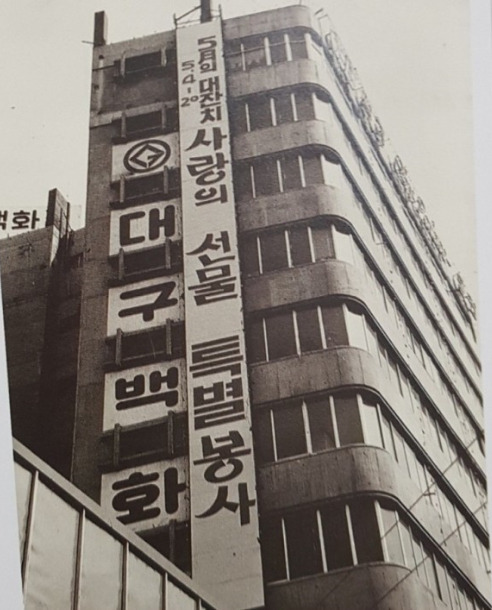 5月의 대잔치
5.4-20
사랑의 선물 특별봉사
대구백화
백화